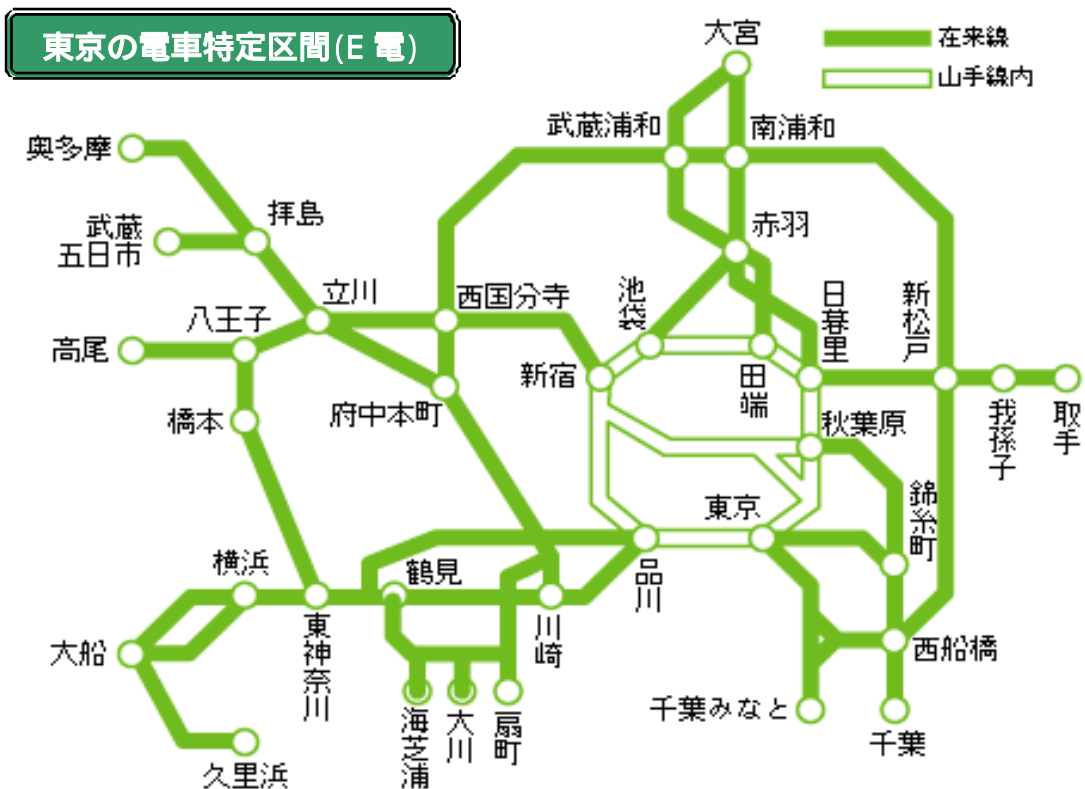 東京の電車特定区間(E 電)
大宮
在来線
山手線内
武蔵浦和
南浦和
奥多摩
拝島
武蔵
五日市
赤羽
立川
西国分寺
池袋
日暮里
新松戸
八王子
高尾
新宿
田端
橋本
府中本町
秋葉原
我孫子
取手
東京
錦糸町
横浜
鶴見
品川
大船
東神奈川
川崎
西船橋
海芝浦
大川
扇町
千葉みなと
千葉
久里浜